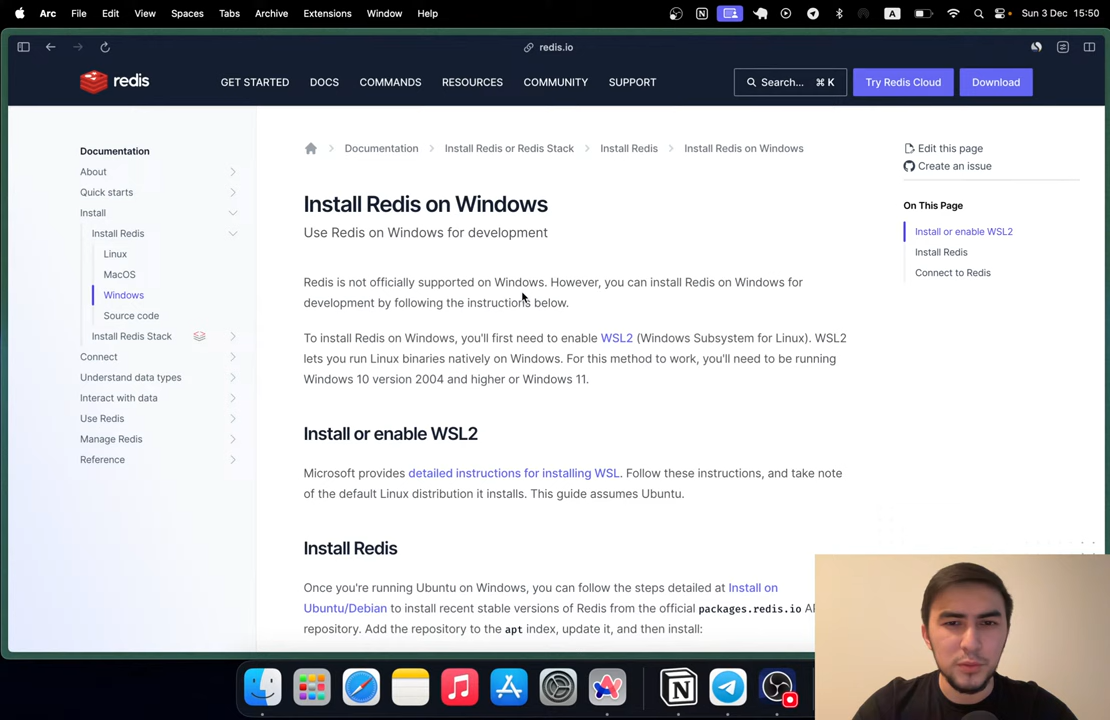 Arc File Edit View Spaces Tabs Archive Extensions Window Help A Sun 3 Dec 15:50
redis.io
redis GET STARTED DOCS COMMANDS RESOURCES COMMUNITY SUPPORT Search... ⌘ K Try Redis Cloud Download
Documentation
About
Quick starts
Install
Install Redis
Linux
MacOS
Windows
Source code
Install Redis Stack
Connect
Understand data types
Interact with data
Use Redis
Manage Redis
Reference
Documentation Install Redis or Redis Stack Install Redis Install Redis on Windows
Install Redis on Windows
Use Redis on Windows for development
Redis is not officially supported on Windows. However, you can install Redis on Windows for
development by following the instructions below.
To install Redis on Windows, you'll first need to enable WSL2 (Windows Subsystem for Linux). WSL2
lets you run Linux binaries natively on Windows. For this method to work, you'll need to be running
Windows 10 version 2004 and higher or Windows 11.
Install or enable WSL2
Microsoft provides detailed instructions for installing WSL. Follow these instructions, and take note
of the default Linux distribution it installs. This guide assumes Ubuntu.
Install Redis
Once you're running Ubuntu on Windows, you can follow the steps detailed at Install on
Ubuntu/Debian to install recent stable versions of Redis from the official packages.redis.io
repository. Add the repository to the apt index, update it, and then install:
Edit this page
Create an issue
On This Page
Install or enable WSL2
Install Redis
Connect to Redis